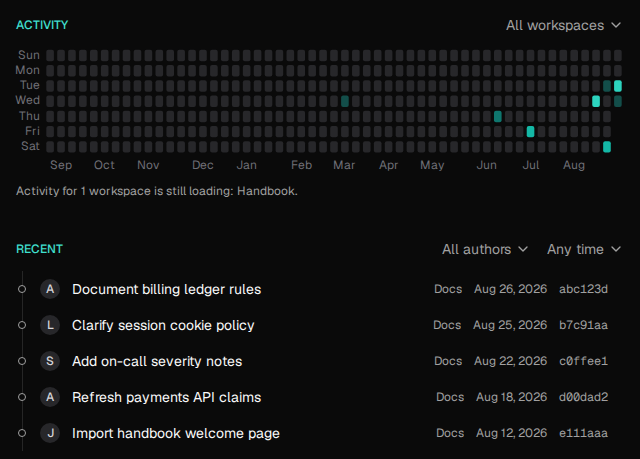 ACTIVITY All workspaces
Sun
Mon
Tue
Wed
Thu
Fri
Sat
Sep Oct Nov Dec Jan Feb Mar Apr May Jun Jul Aug
Activity for 1 workspace is still loading: Handbook.
RECENT All authors Any time
A Document billing ledger rules Docs Aug 26, 2026 abc123d
L Clarify session cookie policy Docs Aug 25, 2026 b7c91aa
S Add on-call severity notes Docs Aug 22, 2026 c0ffee1
A Refresh payments API claims Docs Aug 18, 2026 d00dad2
J Import handbook welcome page Docs Aug 12, 2026 e111aaa